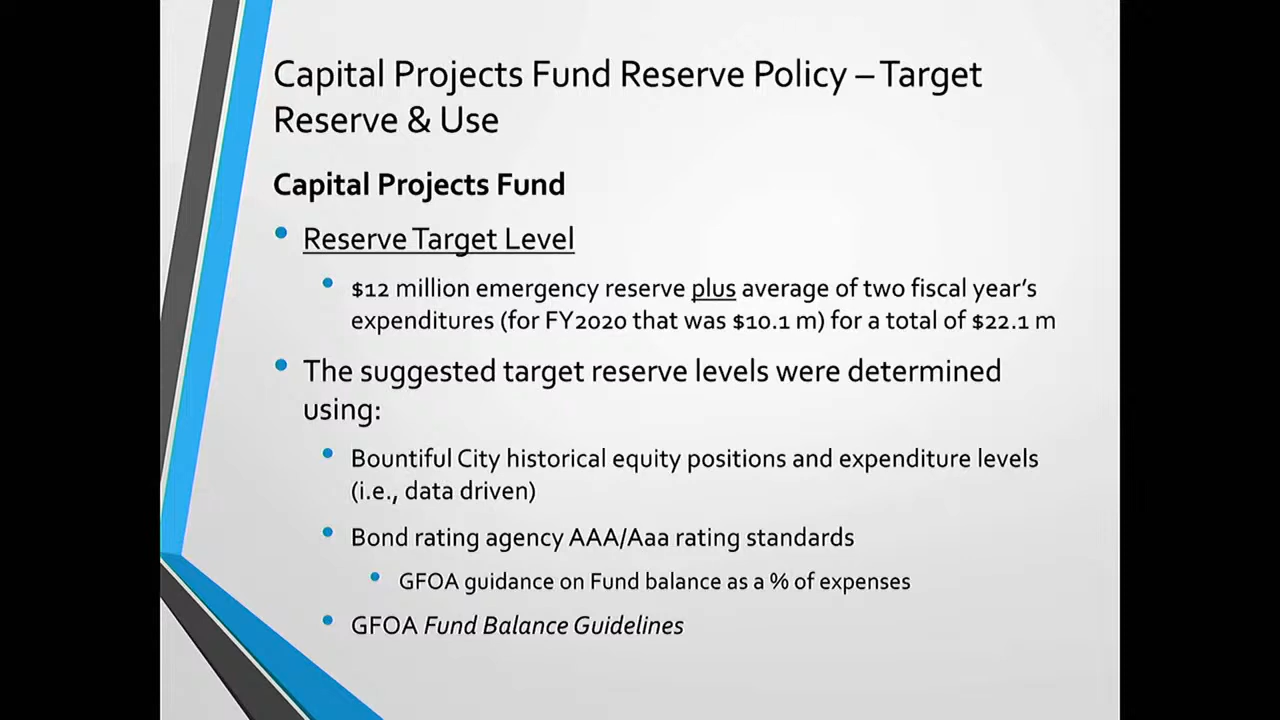 Capital Projects Fund Reserve Policy – Target
Reserve & Use
Capital Projects Fund
• Reserve Target Level
• $12 million emergency reserve plus average of two fiscal year’s
expenditures (for FY2020 that was $10.1 m) for a total of $22.1 m
• The suggested target reserve levels were determined
using:
• Bountiful City historical equity positions and expenditure levels
(i.e., data driven)
• Bond rating agency AAA/Aaa rating standards
• GFOA guidance on Fund balance as a % of expenses
• GFOA Fund Balance Guidelines